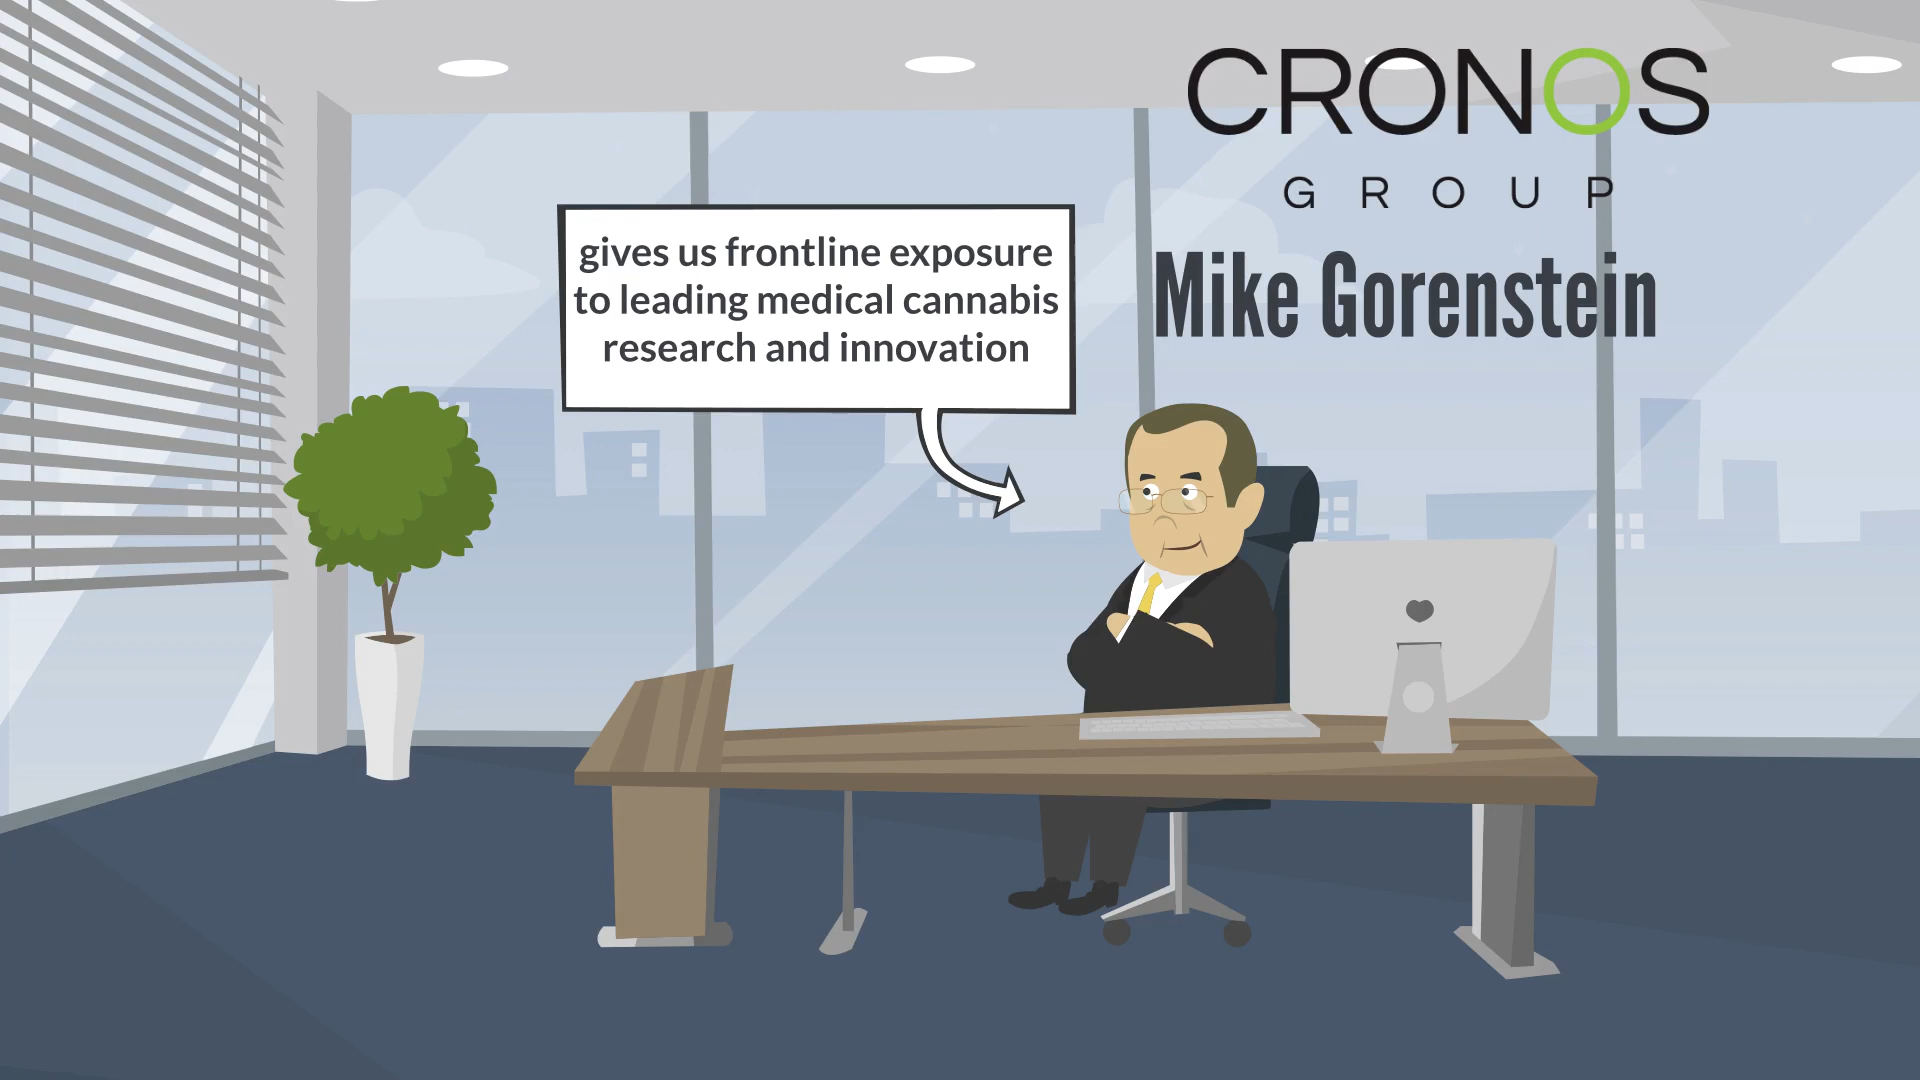 CRONOS
GROUP
Mike Gorenstein
gives us frontline exposure
to leading medical cannabis
research and innovation